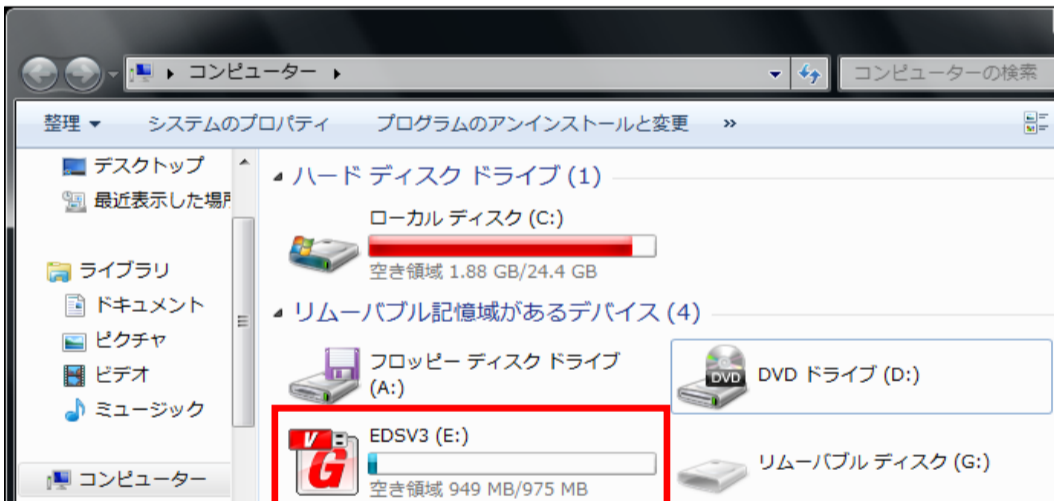 コンピューター
コンピューターの検索
整理
システムのプロパティ
プログラムのアンインストールと変更
»
デスクトップ
最近表示した場所
ライブラリ
ドキュメント
ピクチャ
ビデオ
ミュージック
コンピューター
ハード ディスク ドライブ (1)
ローカル ディスク (C:)
空き領域 1.88 GB/24.4 GB
リムーバブル記憶域があるデバイス (4)
フロッピー ディスク ドライブ
(A:)
DVD
DVD ドライブ (D:)
V
G
EDSV3 (E:)
空き領域 949 MB/975 MB
リムーバブル ディスク (G:)